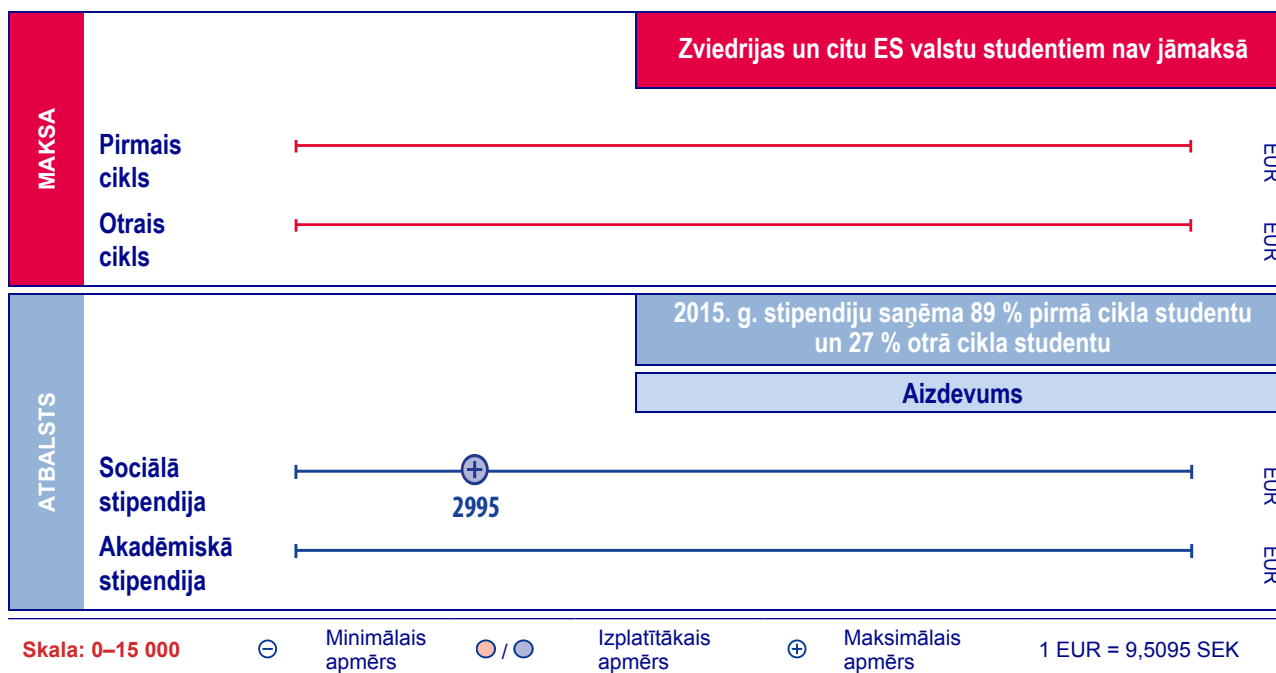 Zviedrijas un citu ES valstu studentiem nav jāmaksā
MAKSA
Pirmais
cikls
EUR
Otrais
cikls
EUR
2015. g. stipendiju saņēma 89 % pirmā cikla studentu
un 27 % otrā cikla studentu
Aizdevums
ATBALSTS
Sociālā
stipendija
2995
EUR
Akadēmiskā
stipendija
EUR
Skala: 0–15 000
Minimālais
apmērs
/
Izplatītākais
apmērs
Maksimālais
apmērs
1 EUR = 9,5095 SEK